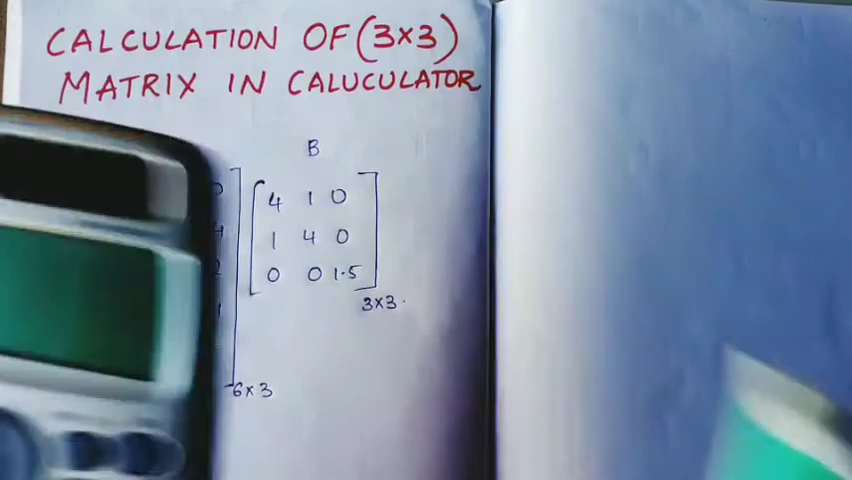 CALCULATION OF (3×3)
MATRIX IN CALUCULATOR
B
4 1 0
1 4 0
0 0 1.5
3×3
6×3